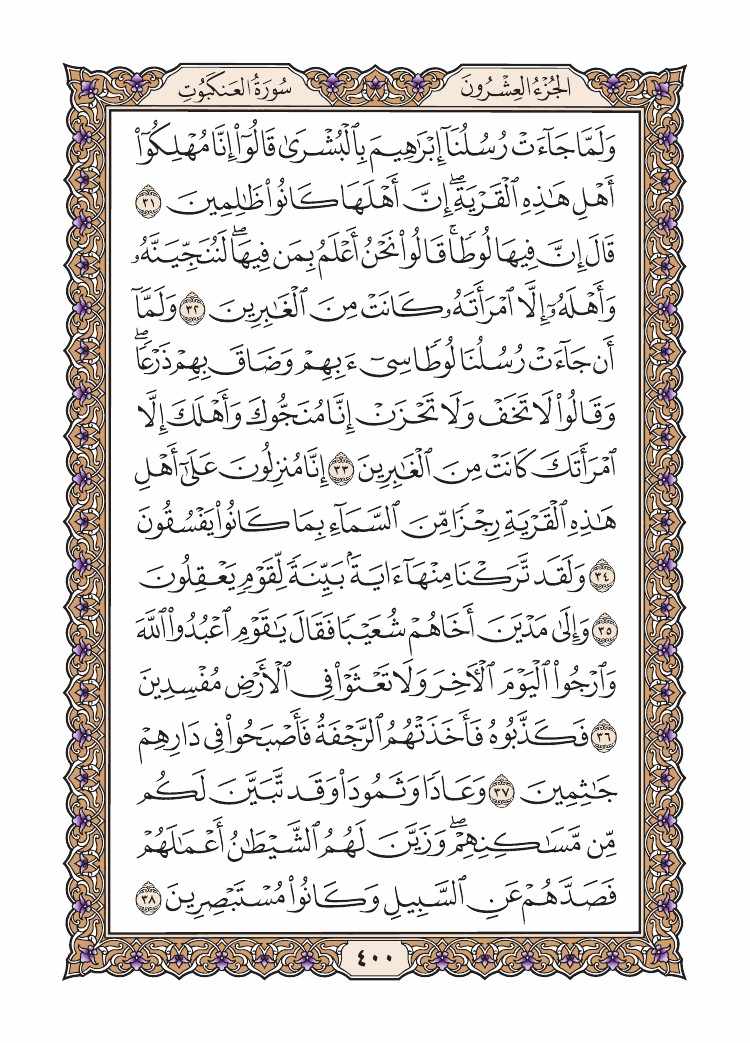 الجُزْءُ العِشْرُونَ
سُورَةُ العَنكَبُوتِ
وَلَمَّا جَآءَتْ رُسُلُنَآ إِبْرَٰهِيمَ بِٱلْبُشْرَىٰ قَالُوٓاْ إِنَّا مُهْلِكُوٓاْ
أَهْلِ هَٰذِهِ ٱلْقَرْيَةِۖ إِنَّ أَهْلَهَا كَانُواْ ظَٰلِمِينَ ٣١
قَالَ إِنَّ فِيهَا لُوطٗاۚ قَالُواْ نَحْنُ أَعْلَمُ بِمَن فِيهَاۖ لَنُنَجِّيَنَّهُۥ
وَأَهْلَهُۥٓ إِلَّا ٱمْرَأَتَهُۥ كَانَتْ مِنَ ٱلْغَٰبِرِينَ ٣٢ وَلَمَّآ
أَن جَآءَتْ رُسُلُنَا لُوطٗا سِيٓءَ بِهِمْ وَضَاقَ بِهِمْ ذَرْعٗاۖ
وَقَالُواْ لَا تَخَفْ وَلَا تَحْزَنْ إِنَّا مُنَجُّوكَ وَأَهْلَكَ إِلَّا
ٱمْرَأَتَكَ كَانَتْ مِنَ ٱلْغَٰبِرِينَ ٣٣ إِنَّا مُنزِلُونَ عَلَىٰٓ أَهْلِ
هَٰذِهِ ٱلْقَرْيَةِ رِجْزٗا مِّنَ ٱلسَّمَآءِ بِمَا كَانُواْ يَفْسُقُونَ
٣٤ وَلَقَد تَّرَكْنَا مِنْهَآ ءَايَةَۢ بَيِّنَةٗ لِّقَوْمٖ يَعْقِلُونَ
٣٥ وَإِلَىٰ مَدْيَنَ أَخَاهُمْ شُعَيْبٗا فَقَالَ يَٰقَوْمِ ٱعْبُدُواْ ٱللَّهَ
وَٱرْجُواْ ٱلْيَوْمَ ٱلْأٓخِرَ وَلَا تَعْثَوْاْ فِي ٱلْأَرْضِ مُفْسِدِينَ
٣٦ فَكَذَّبُوهُ فَأَخَذَتْهُمُ ٱلرَّجْفَةُ فَأَصْبَحُواْ فِي دَارِهِمْ
جَٰثِمِينَ ٣٧ وَعَادٗا وَثَمُودَاْ وَقَد تَّبَيَّنَ لَكُم
مِّن مَّسَٰكِنِهِمْۖ وَزَيَّنَ لَهُمُ ٱلشَّيْطَٰنُ أَعْمَٰلَهُمْ
فَصَدَّهُمْ عَنِ ٱلسَّبِيلِ وَكَانُواْ مُسْتَبْصِرِينَ ٣٨
٤٠٠